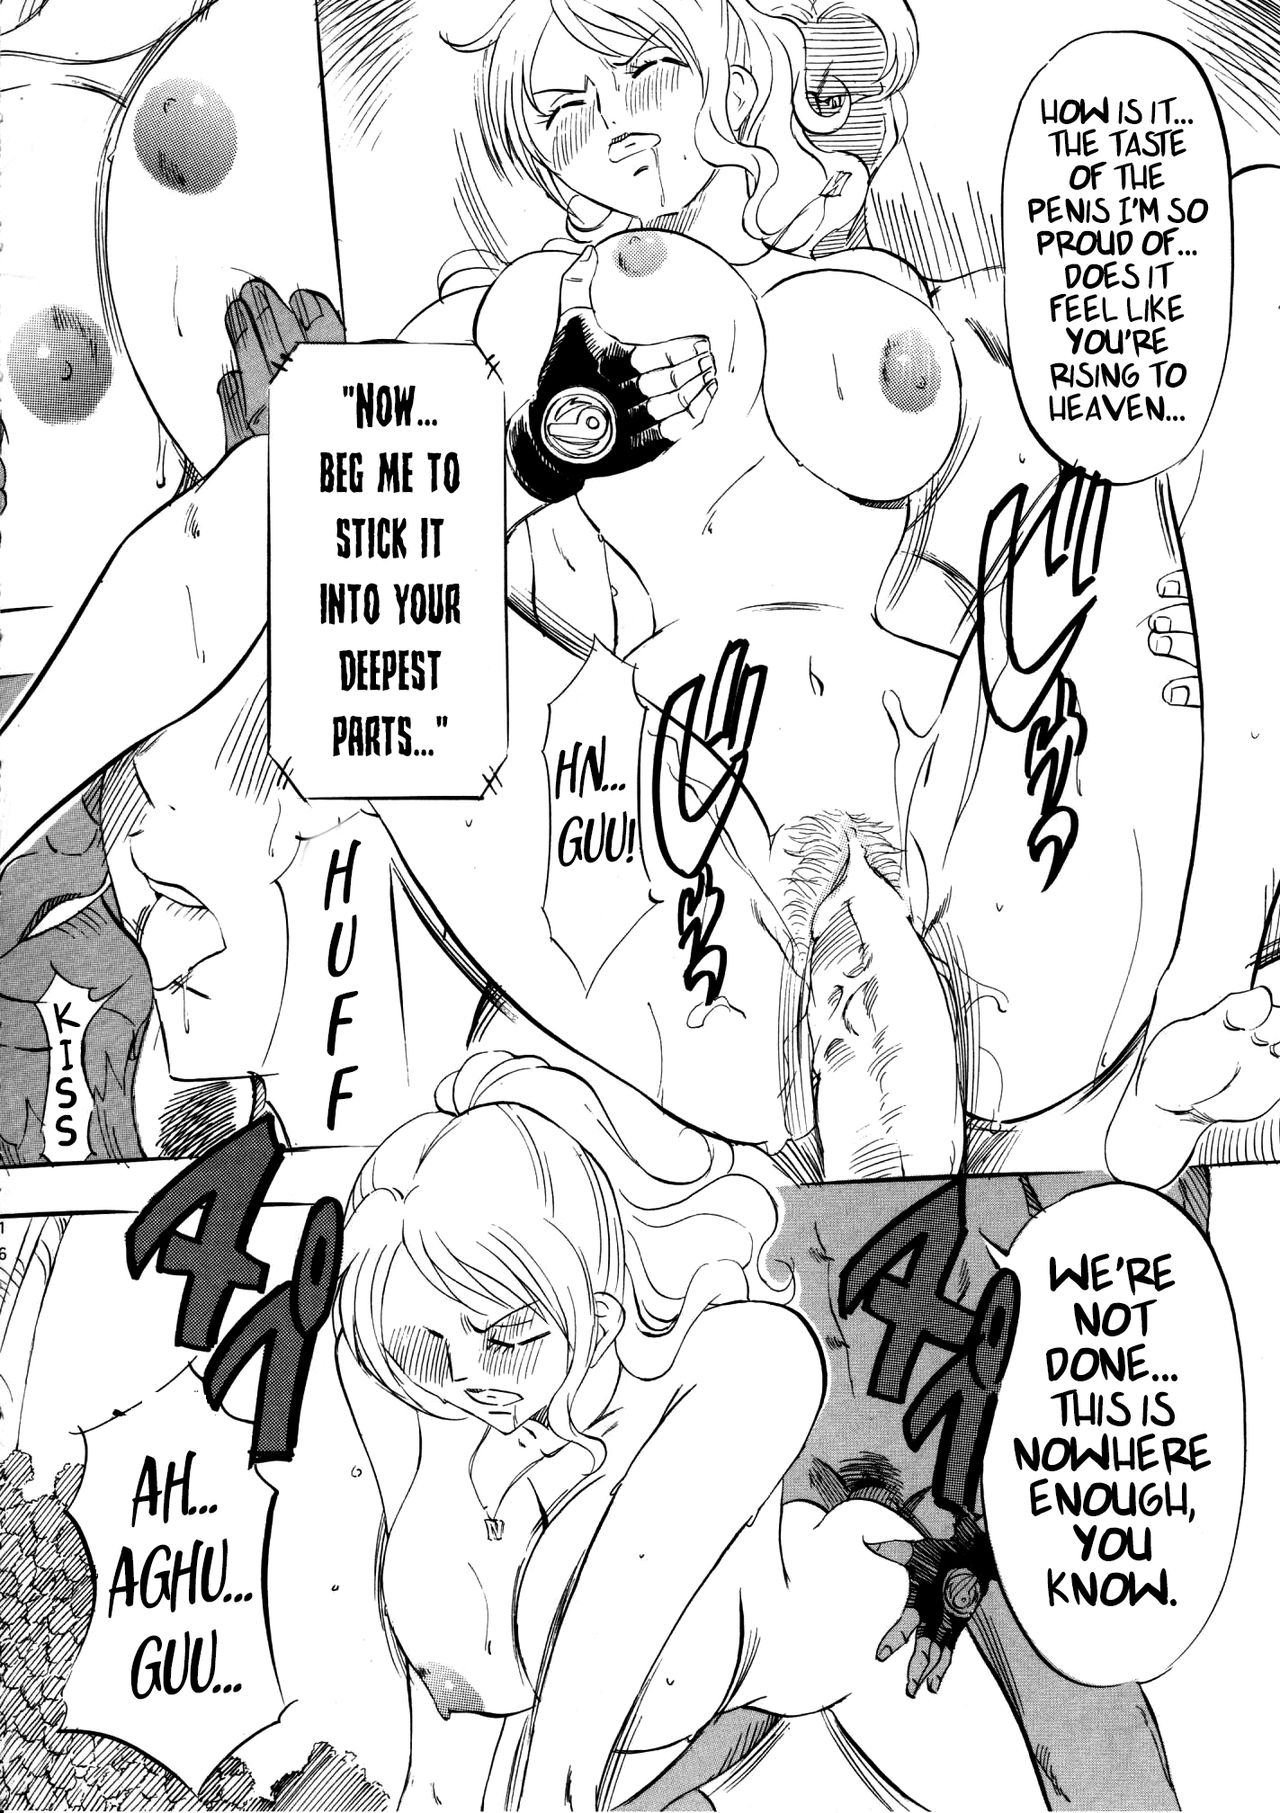 HOW IS IT...
THE TASTE
OF THE
PENIS I'M SO
PROUD OF...
DOES IT
FEEL LIKE
YOU'RE
RISING TO
HEAVEN...
"NOW...
BEG ME TO
STICK IT
INTO YOUR
DEEPEST
PARTS..."
HN...
GUU!
HUFF
KISS
WE'RE
NOT
DONE...
THIS IS
NOWHERE
ENOUGH,
YOU
KNOW.
AH...
AGHU...
GUU...
16